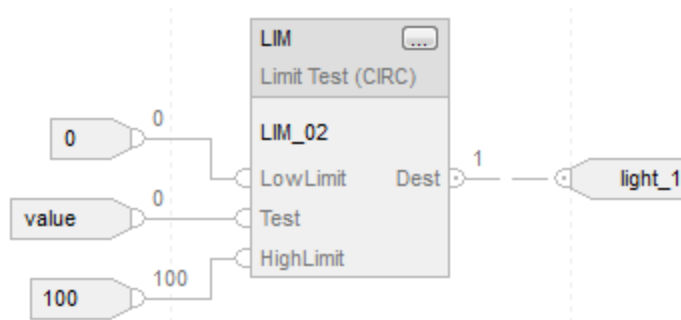 LIM
...
Limit Test (CIRC)
LIM_02
0
0
LowLimit
Dest
1
light_1
value
0
Test
100
100
HighLimit